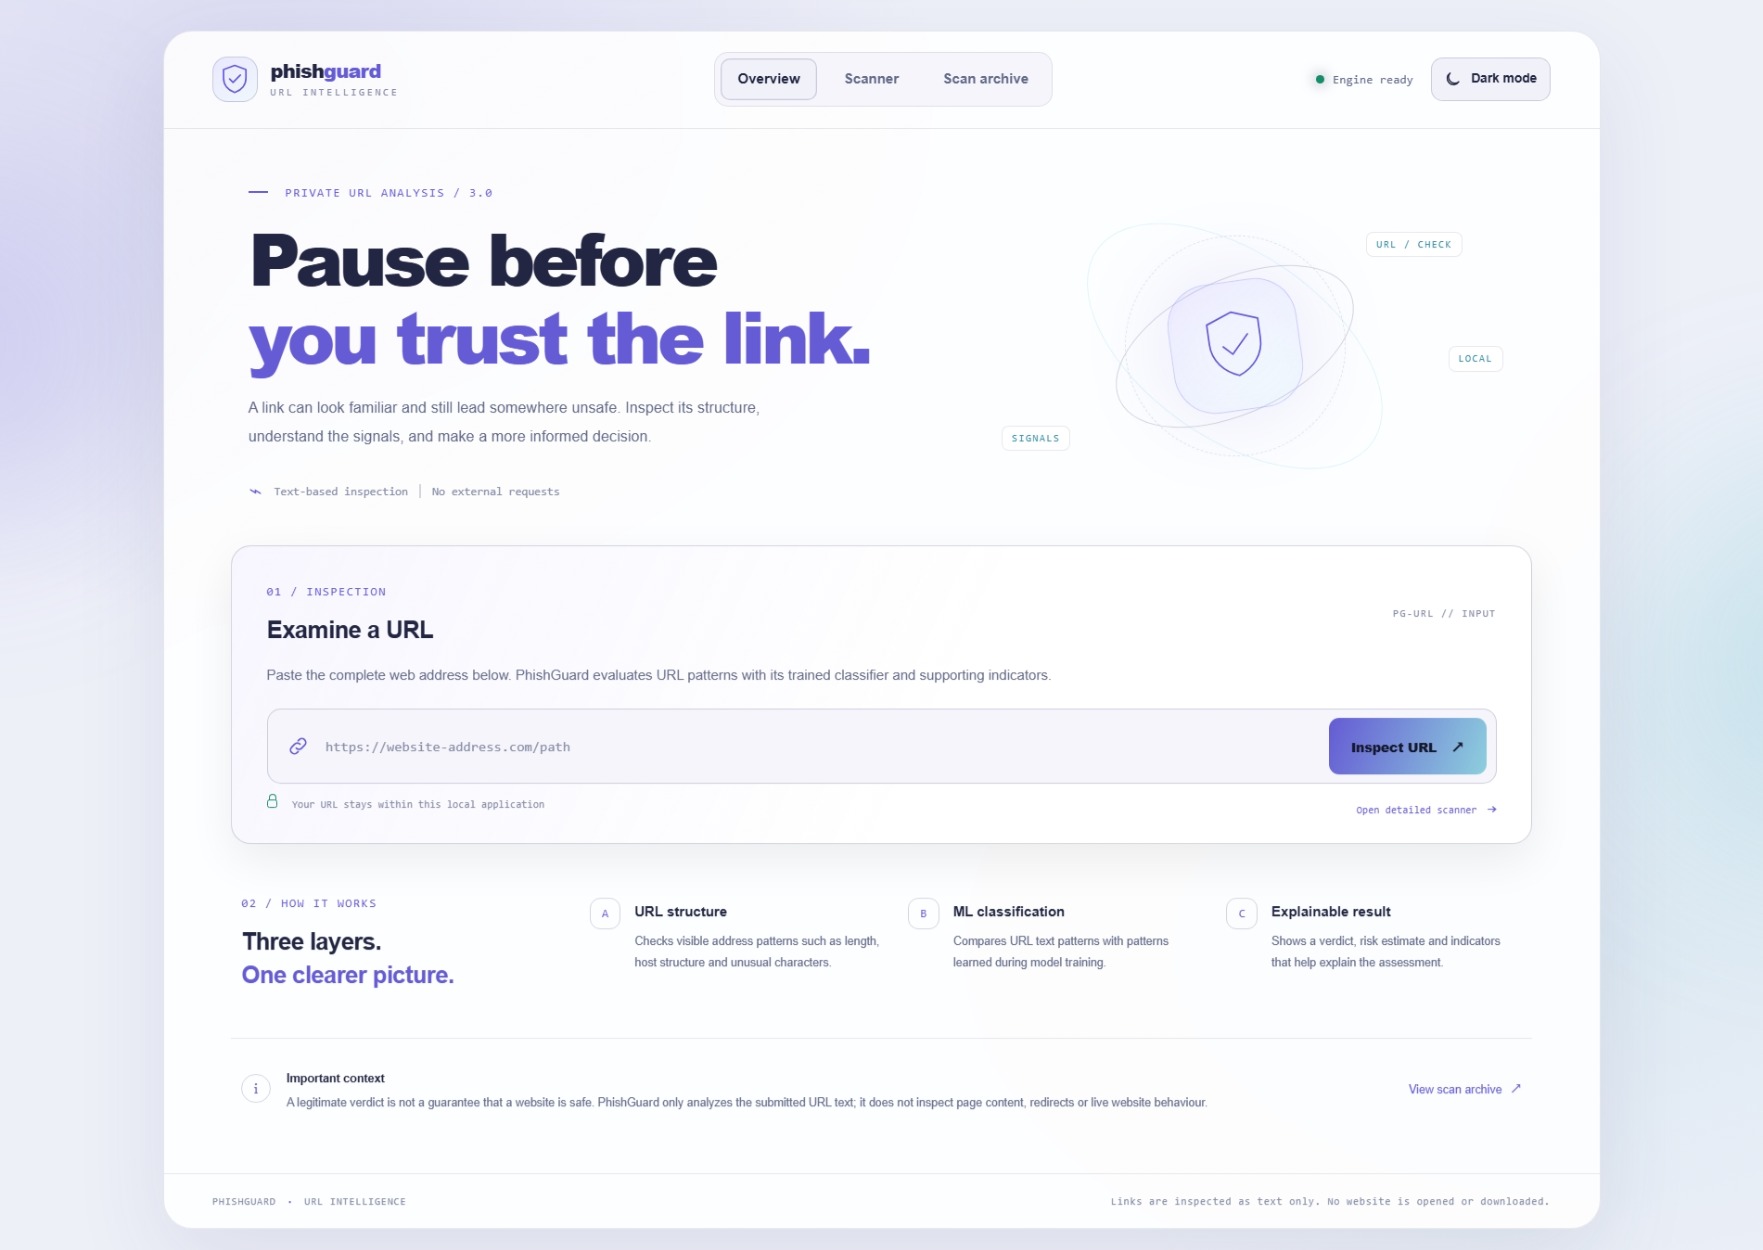 phishguard
URL INTELLIGENCE
Overview
Scanner
Scan archive
Engine ready
Dark mode
PRIVATE URL ANALYSIS / 3.0
Pause before
you trust the link.
A link can look familiar and still lead somewhere unsafe. Inspect its structure,
understand the signals, and make a more informed decision.
Text-based inspection
No external requests
URL / CHECK
LOCAL
SIGNALS
01 / INSPECTION
Examine a URL
PG-URL // INPUT
Paste the complete web address below. PhishGuard evaluates URL patterns with its trained classifier and supporting indicators.
https://website-address.com/path
Inspect URL ↗
Your URL stays within this local application
Open detailed scanner →
02 / HOW IT WORKS
Three layers.
One clearer picture.
A
URL structure
Checks visible address patterns such as length,
host structure and unusual characters.
B
ML classification
Compares URL text patterns with patterns
learned during model training.
C
Explainable result
Shows a verdict, risk estimate and indicators
that help explain the assessment.
i
Important context
A legitimate verdict is not a guarantee that a website is safe. PhishGuard only analyzes the submitted URL text; it does not inspect page content, redirects or live website behaviour.
View scan archive ↗
PHISHGUARD • URL INTELLIGENCE
Links are inspected as text only. No website is opened or downloaded.